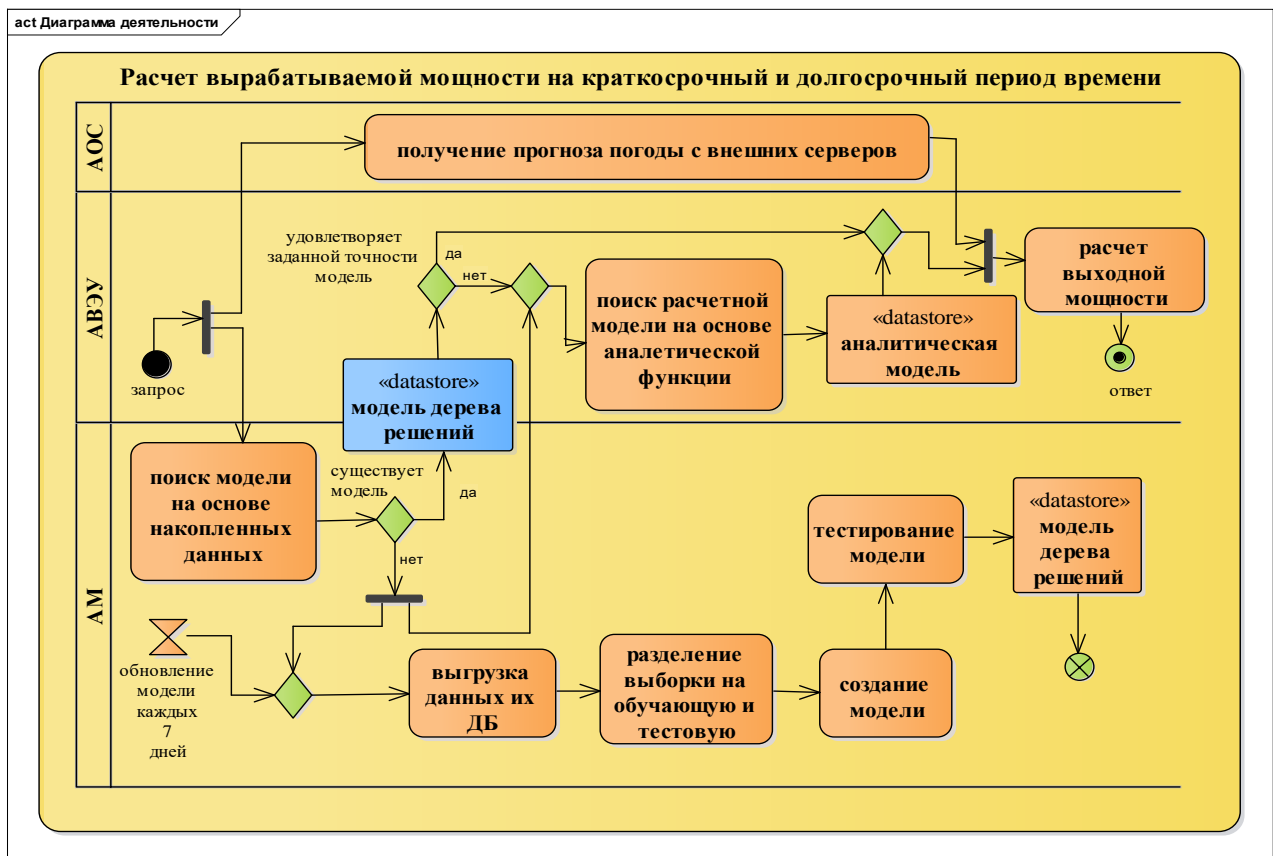 act Диаграмма деятельности
Расчет вырабатываемой мощности на краткосрочный и долгосрочный период времени
АОС
получение прогноза погоды с внешних серверов
АВЭУ
запрос
удовлетворяет
заданной точности
модель
да
нет
поиск расчетной
модели на основе
аналетической
функции
«datastore»
аналитическая
модель
расчет
выходной
мощности
ответ
«datastore»
модель дерева
решений
АМ
поиск модели
на основе
накопленных
данных
существует
модель
да
нет
обновление
модели
каждых
7
дней
выгрузка
данных их
ДБ
разделение
выборки на
обучающую и
тестовую
создание
модели
тестирование
модели
«datastore»
модель
дерева
решений